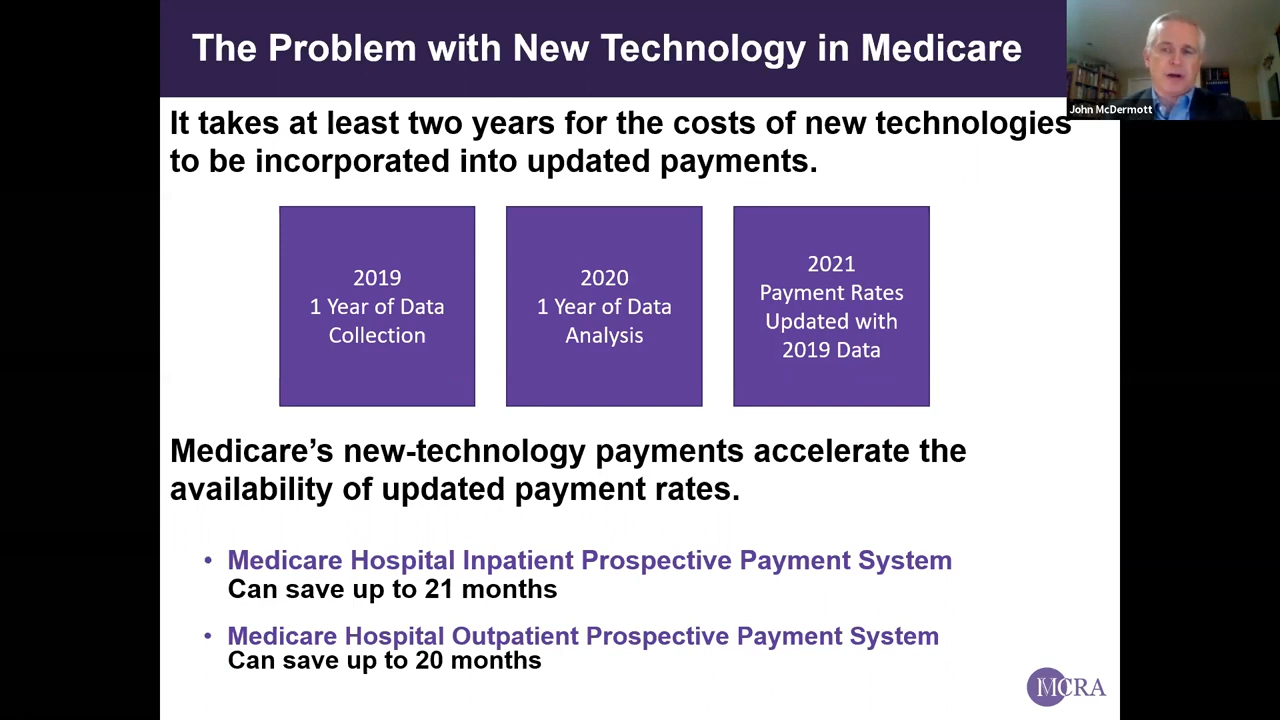 The Problem with New Technology in Medicare
John McDermott
It takes at least two years for the costs of new technologies
to be incorporated into updated payments.
2019
1 Year of Data
Collection
2020
1 Year of Data
Analysis
2021
Payment Rates
Updated with
2019 Data
Medicare’s new-technology payments accelerate the
availability of updated payment rates.
• Medicare Hospital Inpatient Prospective Payment System
Can save up to 21 months
• Medicare Hospital Outpatient Prospective Payment System
Can save up to 20 months
MCRA